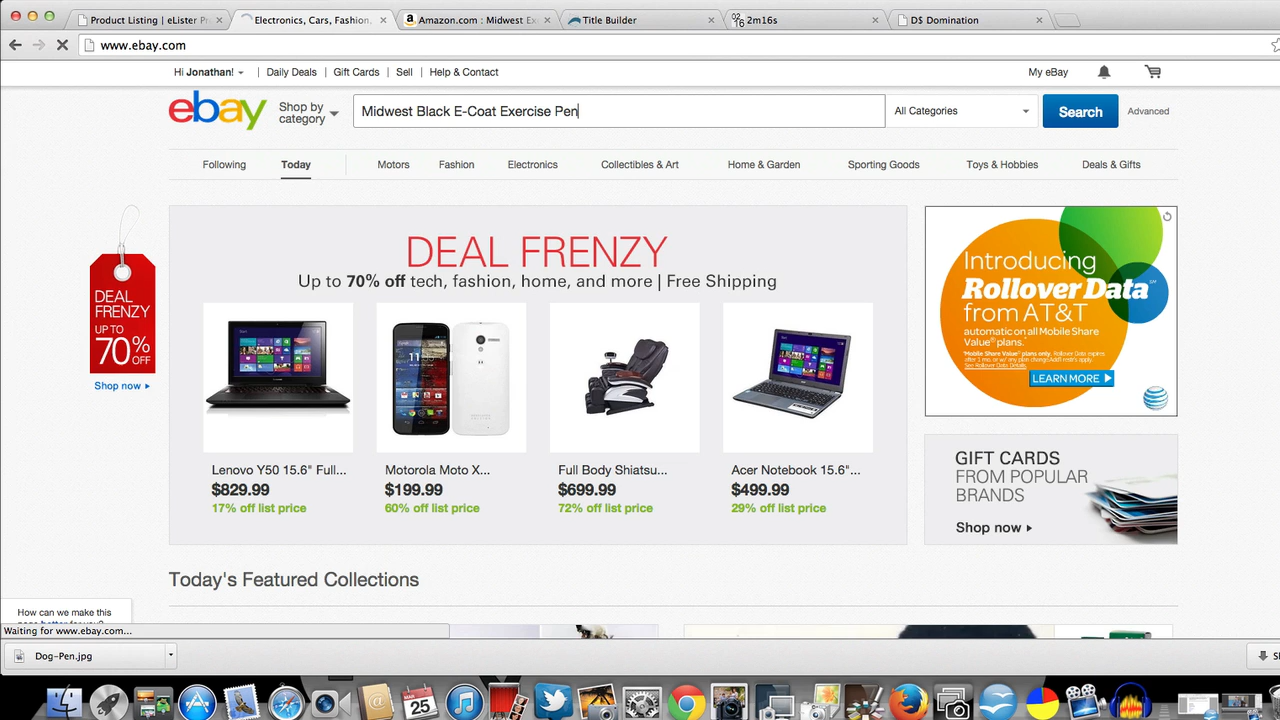 Product Listing | eLister Pr
Electronics, Cars, Fashion,
Amazon.com : Midwest Ex
Title Builder
02 16 2m16s
D$ Domination
www.ebay.com
Hi Jonathan!
Daily Deals
Gift Cards
Sell
Help & Contact
My eBay
ebay
Shop by category
Midwest Black E-Coat Exercise Pen
All Categories
Search
Advanced
Following
Today
Motors
Fashion
Electronics
Collectibles & Art
Home & Garden
Sporting Goods
Toys & Hobbies
Deals & Gifts
DEAL FRENZY
UP TO
70% OFF
Shop now
DEAL FRENZY
Up to 70% off tech, fashion, home, and more | Free Shipping
Lenovo Y50 15.6" Full...
$829.99
17% off list price
Motorola Moto X...
$199.99
60% off list price
Full Body Shiatsu...
$699.99
72% off list price
Acer Notebook 15.6"...
$499.99
29% off list price
Introducing
Rollover Data℠
from AT&T
automatic on all Mobile Share
Value® plans.*
LEARN MORE
GIFT CARDS
FROM POPULAR
BRANDS
Shop now
Today's Featured Collections
How can we make this
Waiting for www.ebay.com...
Dog-Pen.jpg
MAR
25